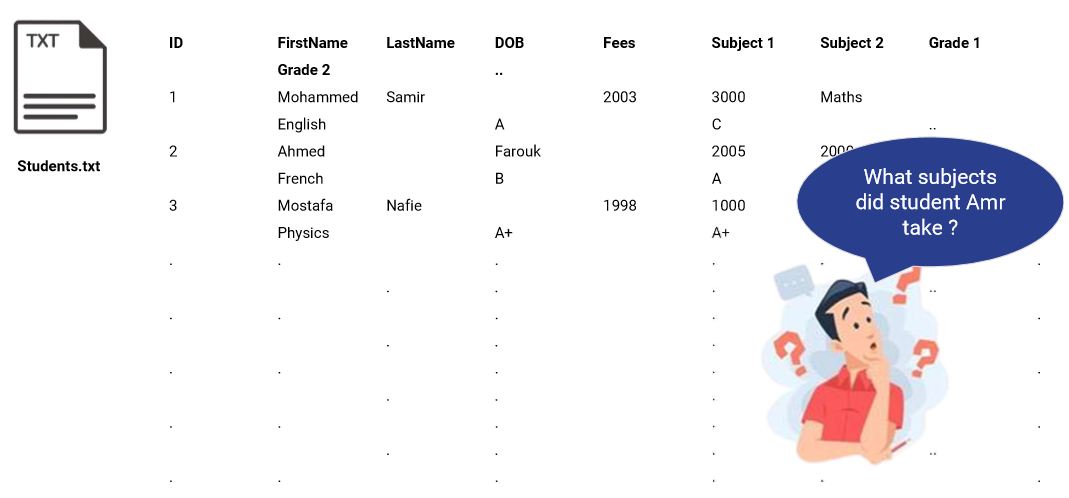 TXT
Students.txt
ID FirstName LastName DOB Fees Subject 1 Subject 2 Grade 1
Grade 2 ..
1 Mohammed Samir 2003 3000 Maths
English A C ..
2 Ahmed Farouk 2005 2000
French B A
3 Mostafa Nafie 1998 1000
Physics A+ A+
What subjects
did student Amr
take ?
. . . . . .
. . . ..
. . . . .
. . .
. . . . .
. . .
. . . . .
. . . ..
. . . . . .